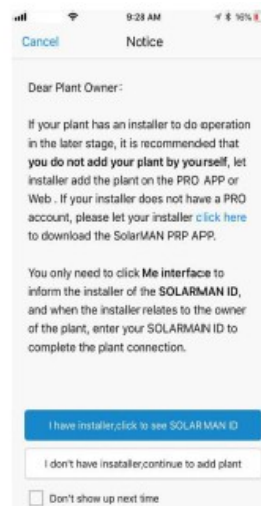 9:28 AM
16%
Cancel
Notice
Dear Plant Owner:
If your plant has an installer to do operation
in the later stage, it is recommended that
you do not add your plant by yourself, let
installer add the plant on the PRO APP or
Web . If your installer does not have a PRO
account, please let your installer click here
to download the SolarMAN PRP APP.
You only need to click Me interface to
inform the installer of the SOLARMAN ID,
and when the installer relates to the owner
of the plant, enter your SOLARMAN ID to
complete the plant connection.
I have installer,click to see SOLARMAN ID
I don't have insataller,continue to add plant
Don't show up next time